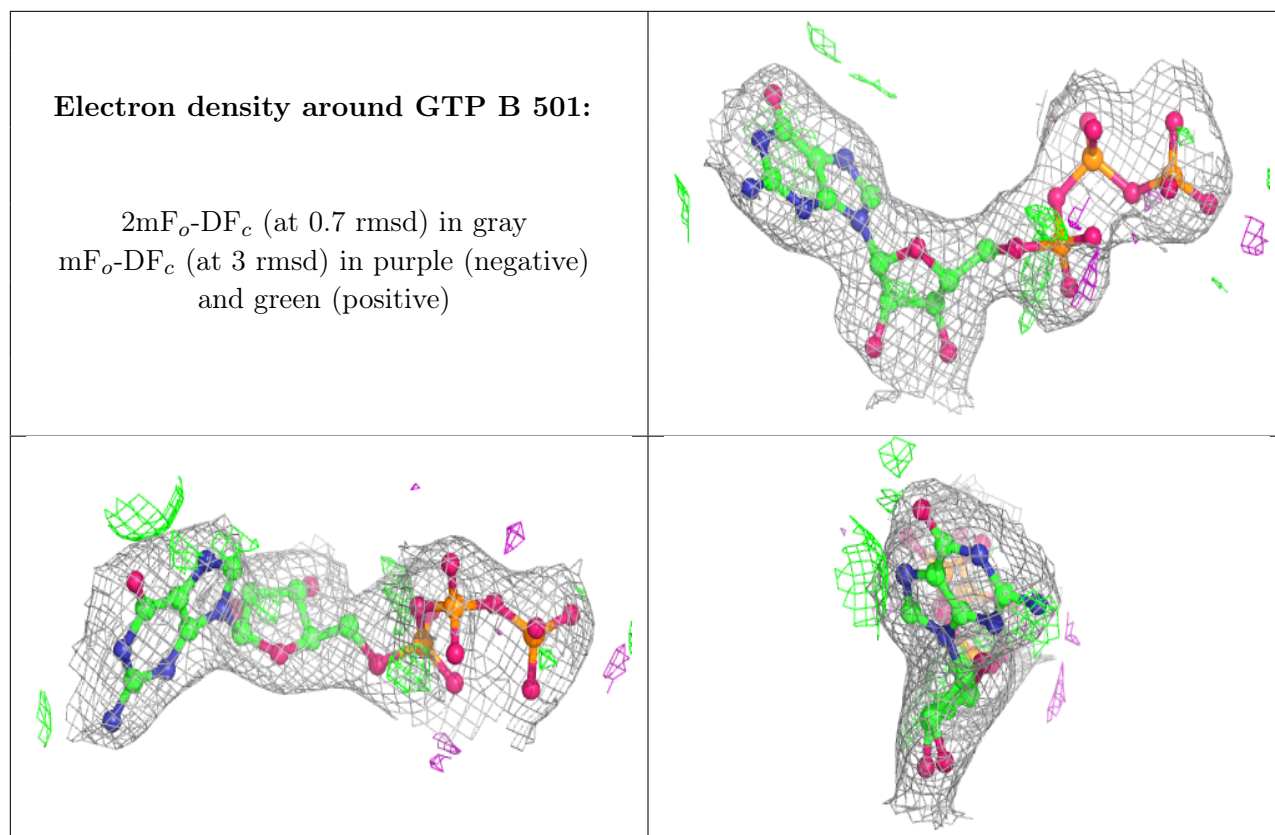 Electron density around GTP B 501:
2mFo-DFc (at 0.7 rmsd) in gray
mFo-DFc (at 3 rmsd) in purple (negative)
and green (positive)